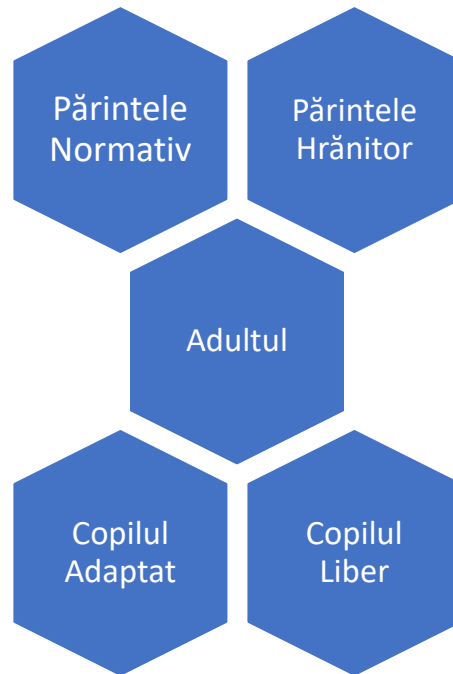 Părintele
Normativ
Părintele
Hrănitor
Adultul
Copilul
Adaptat
Copilul
Liber